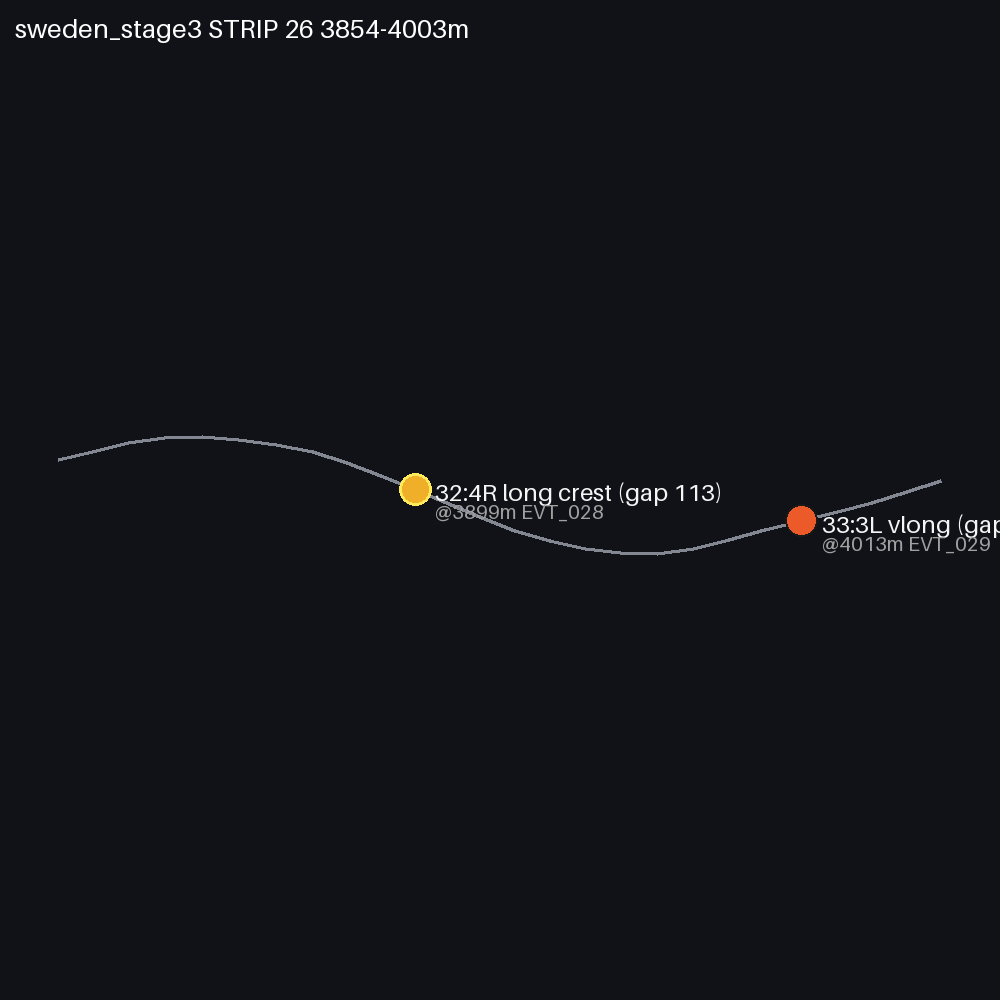 sweden_stage3 STRIP 26 3854-4003m
32:4R long crest (gap 113)
@3899m EVT_028
33:3L vlong (gap
@4013m EVT_029